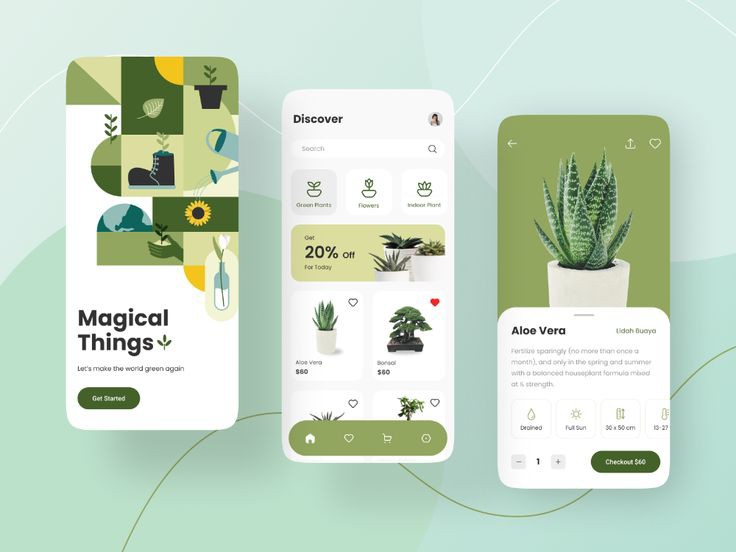 Magical
Things
Let's make the world green again
Get Started
Discover
Search
Green Plants
Flowers
Indoor Plant
Get
20% Off
For Today
Aloe Vera
$60
Bonsai
$60
Aloe Vera
Lidah Buaya
Fertilize sparingly (no more than once a
month), and only in the spring and summer
with a balanced houseplant formula mixed
at ½ strength.
Drained
Full Sun
30 x 50 cm
13-27
1
Checkout $60